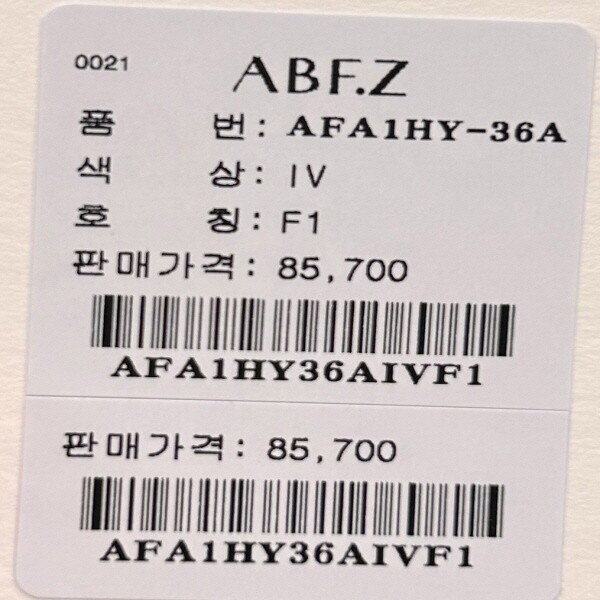 0021 ABF.Z
품 번: AFA1HY-36A
색 상: IV
호 칭: F1
판매가격: 85,700
AFA1HY36AIVF1
판매가격: 85,700
AFA1HY36AIVF1